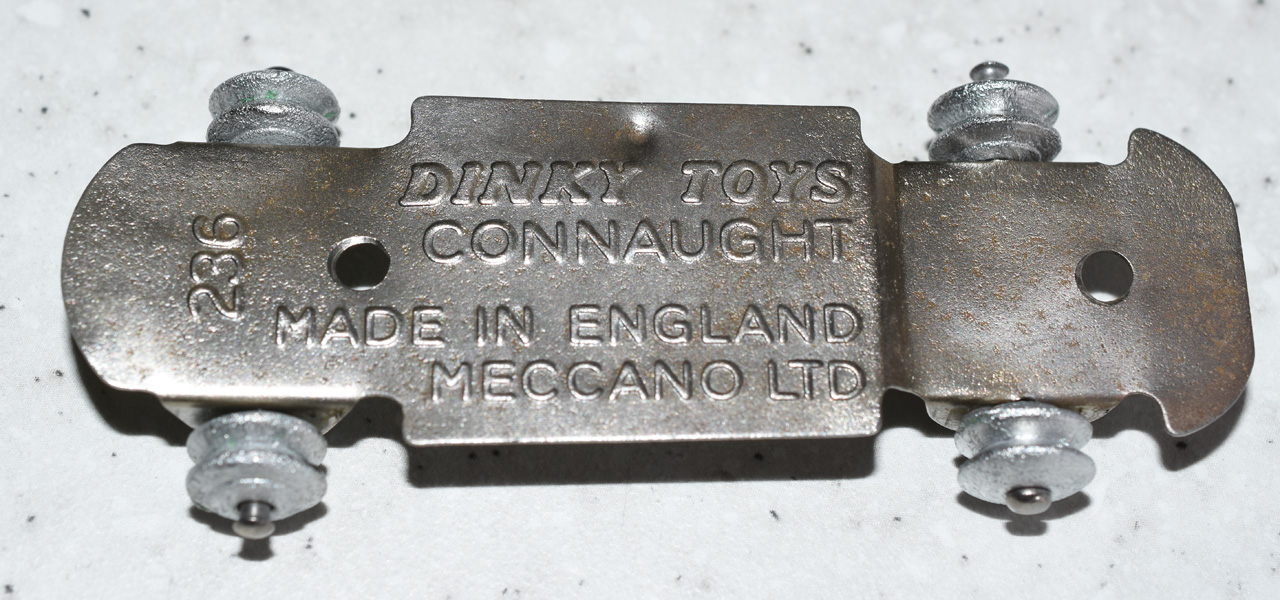 DINKY TOYS
CONNAUGHT
236
MADE IN ENGLAND
MECCANO LTD